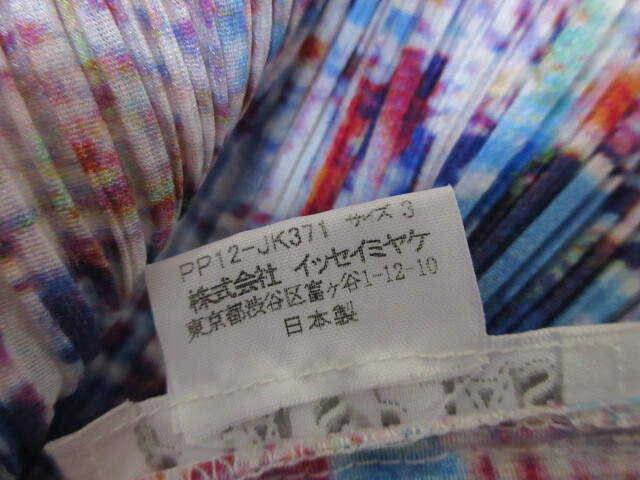 PP12-JK371 サイズ 3
株式会社 イッセイミヤケ
東京都渋谷区富ヶ谷1-12-10
日本製